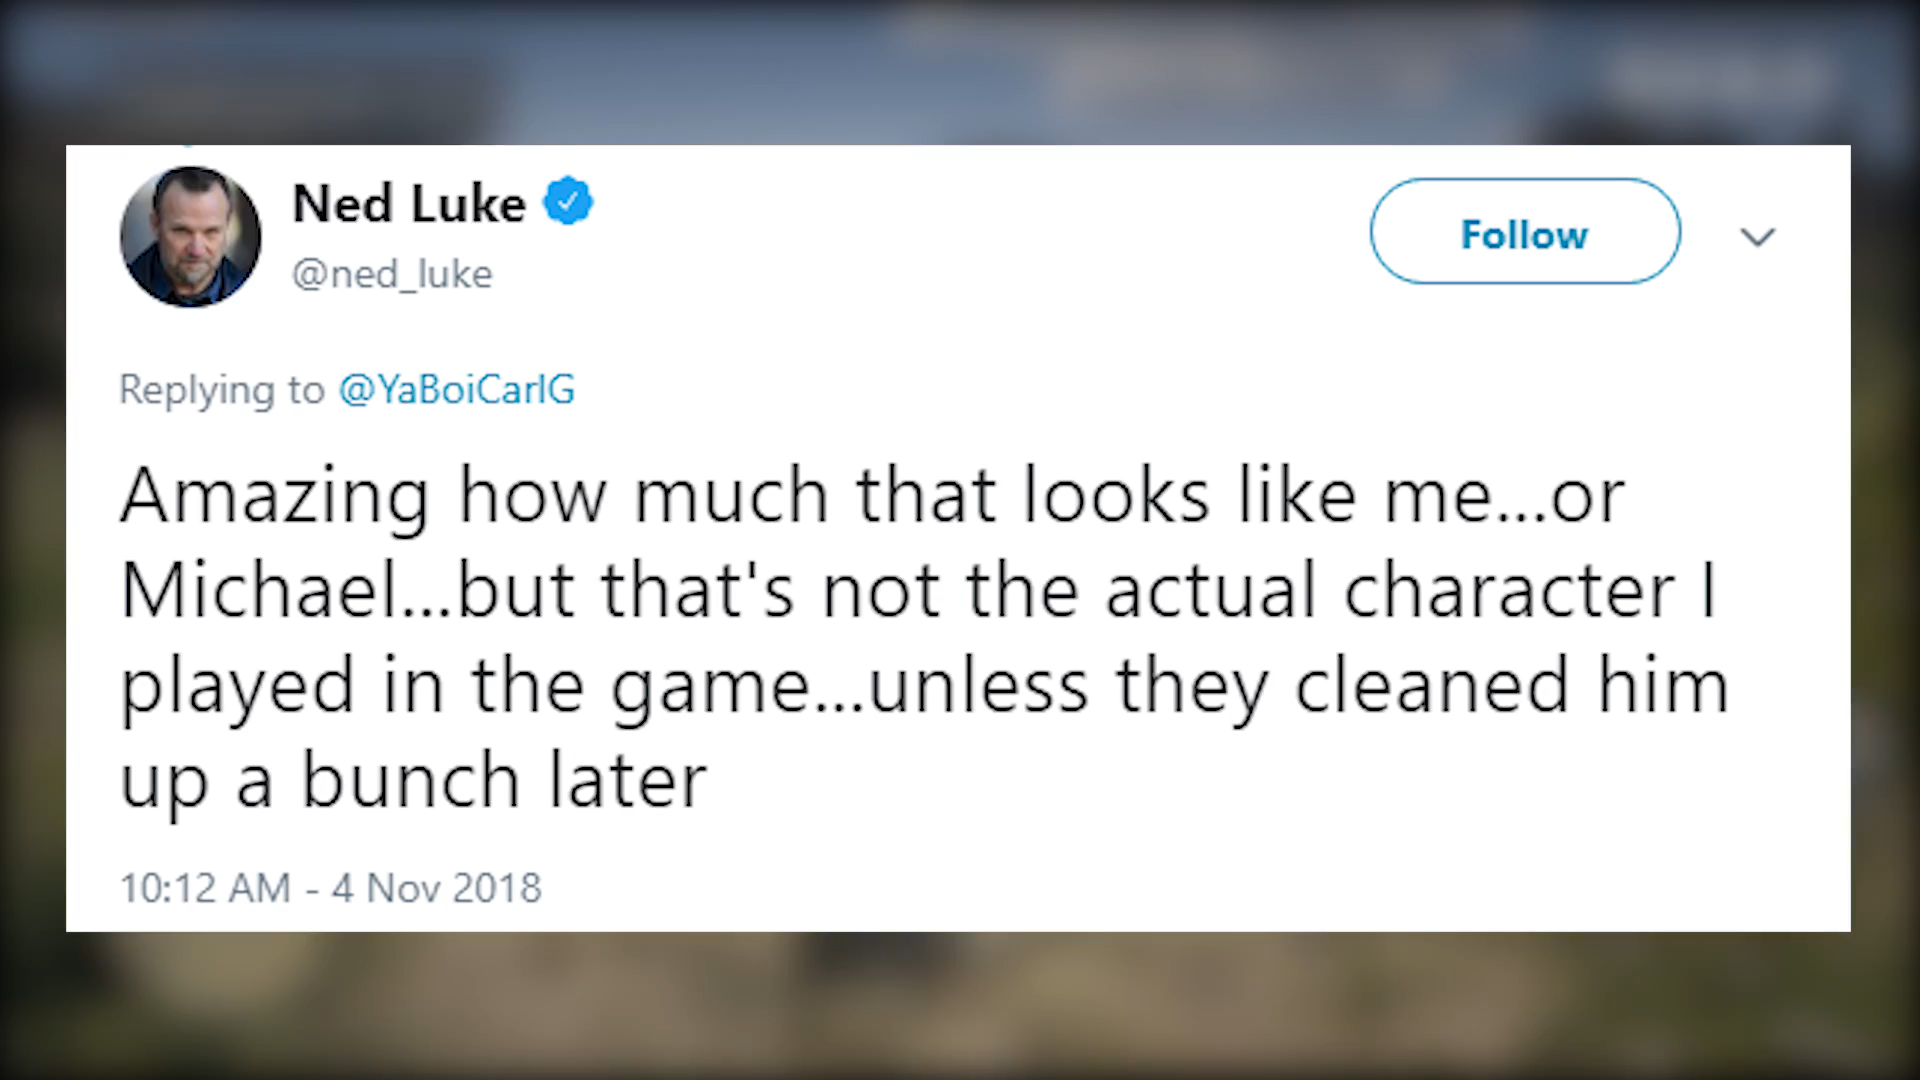 Ned Luke
@ned_luke
Follow
Replying to @YaBoiCarlG
Amazing how much that looks like me...or
Michael...but that's not the actual character I
played in the game...unless they cleaned him
up a bunch later
10:12 AM - 4 Nov 2018